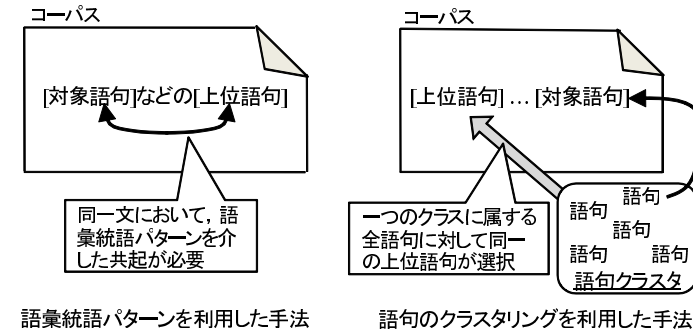 コーパス
[対象語句]などの[上位語句]
同一文において，語
彙統語パターンを介
した共起が必要
語彙統語パターンを利用した手法
コーパス
[上位語句] … [対象語句]
一つのクラスに属する
全語句に対して同一
の上位語句が選択
語句
語句
語句
語句
語句
語句クラスタ
語句のクラスタリングを利用した手法